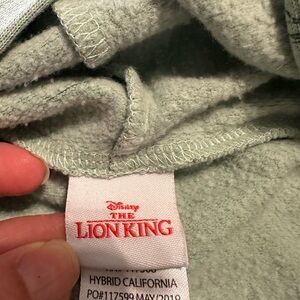 Disney
THE
LION KING
HYBRID CALIFORNIA
PO#117599 MAY/2019